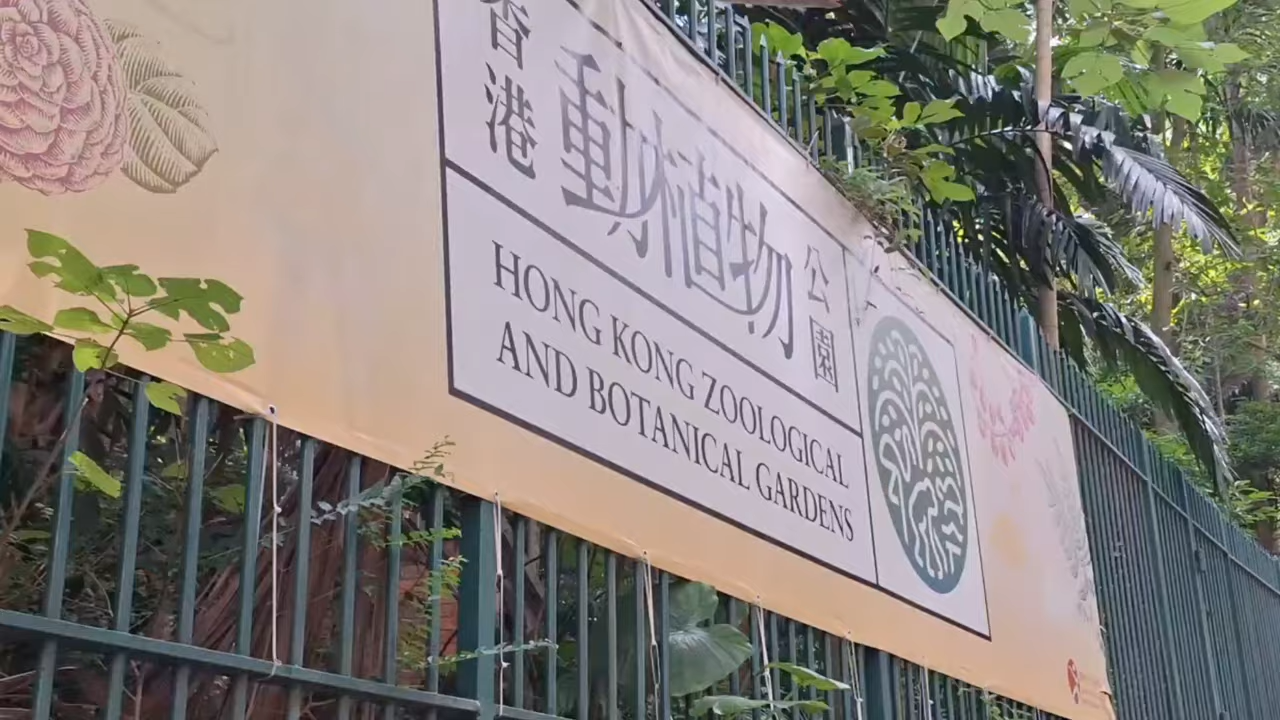 香港
動植物
公園
HONG KONG ZOOLOGICAL
AND BOTANICAL GARDENS